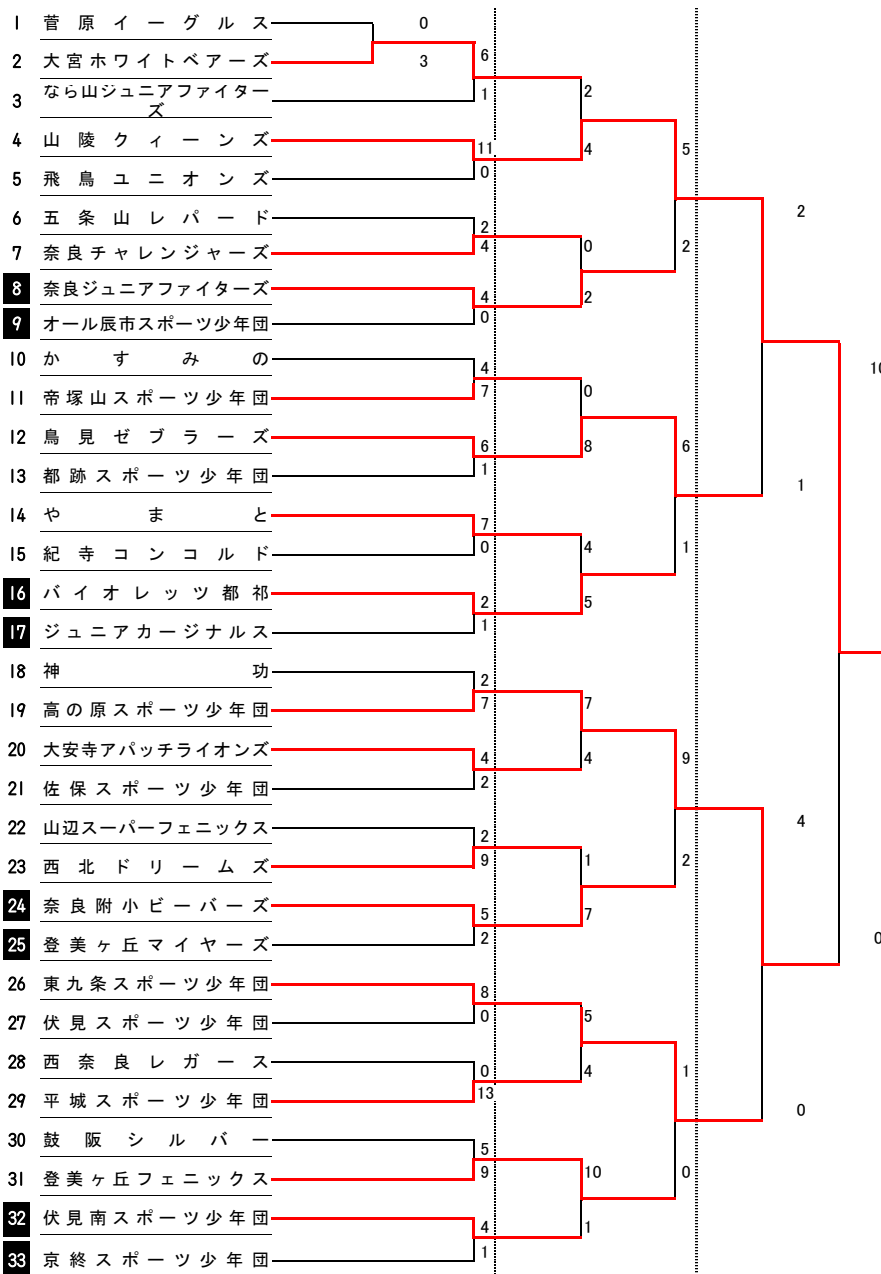 1 菅原イーグルス 0
2 大宮ホワイトベアーズ 3
6
3 なら山ジュニアファイターズ 1
2
4 山陵クィーンズ 11
4 5
5 飛鳥ユニオンズ 0
6 五条山レパード 2
2
7 奈良チャレンジャーズ 4
0 2
8 奈良ジュニアファイターズ 4
2
9 オール辰市スポーツ少年団 0
10 かすみの 4
10
11 帝塚山スポーツ少年団 7
0
12 鳥見ゼブラーズ 6
8 6
13 都跡スポーツ少年団 1
1
14 やまと 7
15 紀寺コンコルド 0
4 1
16 バイオレッツ都祁 2
5
17 ジュニアカージナルス 1
18 神功 2
19 高の原スポーツ少年団 7
7
20 大安寺アパッチライオンズ 4
4 9
21 佐保スポーツ少年団 2
4
22 山辺スーパーフェニックス 2
23 西北ドリームズ 9
1 2
24 奈良附小ビーバーズ 5
7
25 登美ヶ丘マイヤーズ 2
0
26 東九条スポーツ少年団 8
27 伏見スポーツ少年団 0
5
28 西奈良レガース 0
4 1
29 平城スポーツ少年団 13
0
30 鼓阪シルバー 5
31 登美ヶ丘フェニックス 9
10 0
32 伏見南スポーツ少年団 4
1
33 京終スポーツ少年団 1